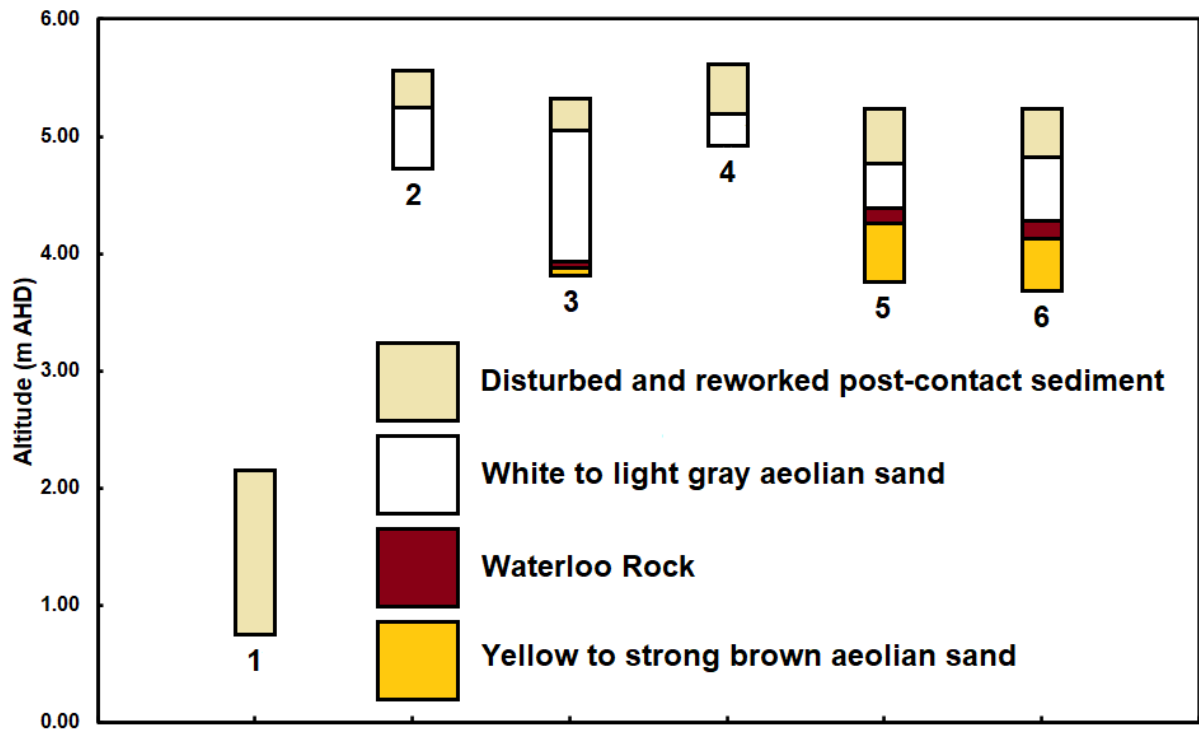 6.00
5.00
4.00
3.00
2.00
1.00
0.00
Altitude (m AHD)
1
2
3
4
5
6
Disturbed and reworked post-contact sediment
White to light gray aeolian sand
Waterloo Rock
Yellow to strong brown aeolian sand